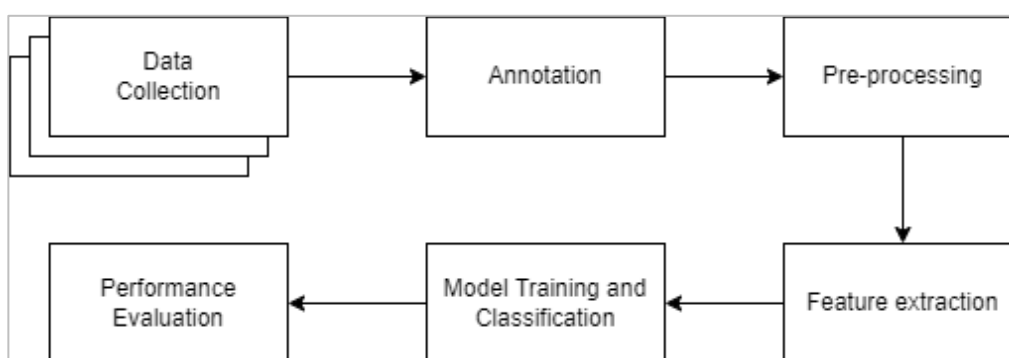 Data
Collection
Annotation
Pre-processing
Performance
Evaluation
Model Training and
Classification
Feature extraction